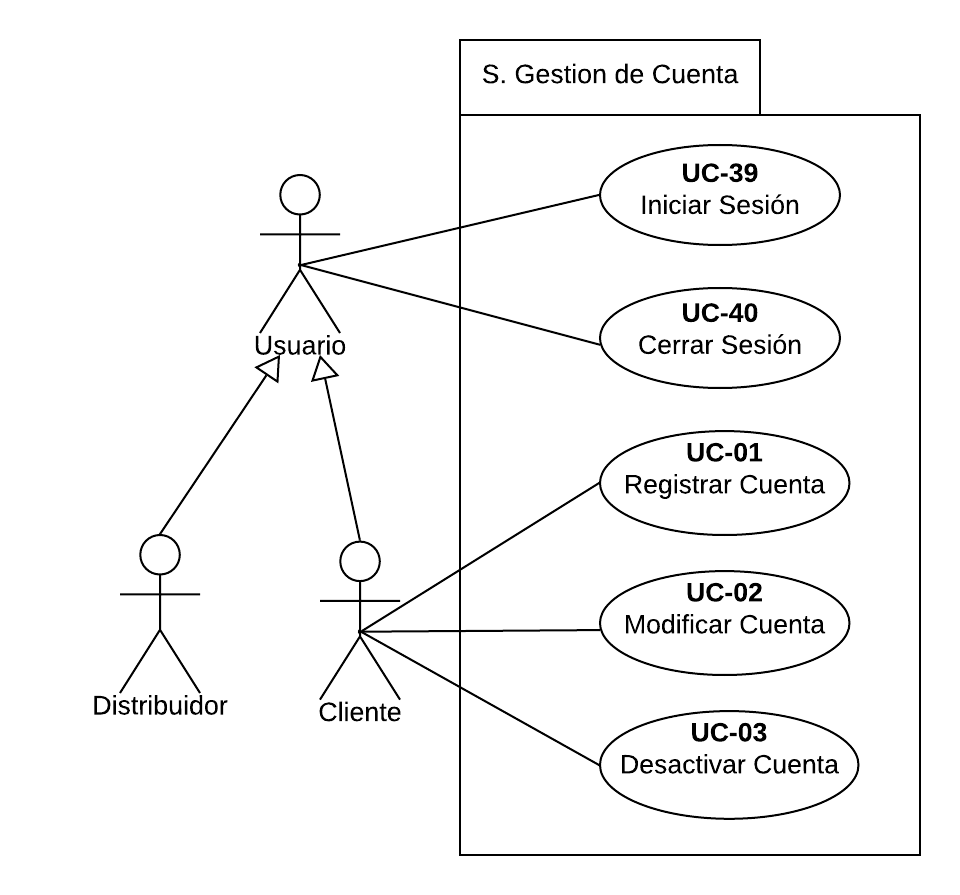 S. Gestion de Cuenta
UC-39
Iniciar Sesión
UC-40
Cerrar Sesión
Usuario
UC-01
Registrar Cuenta
UC-02
Modificar Cuenta
Distribuidor
Cliente
UC-03
Desactivar Cuenta